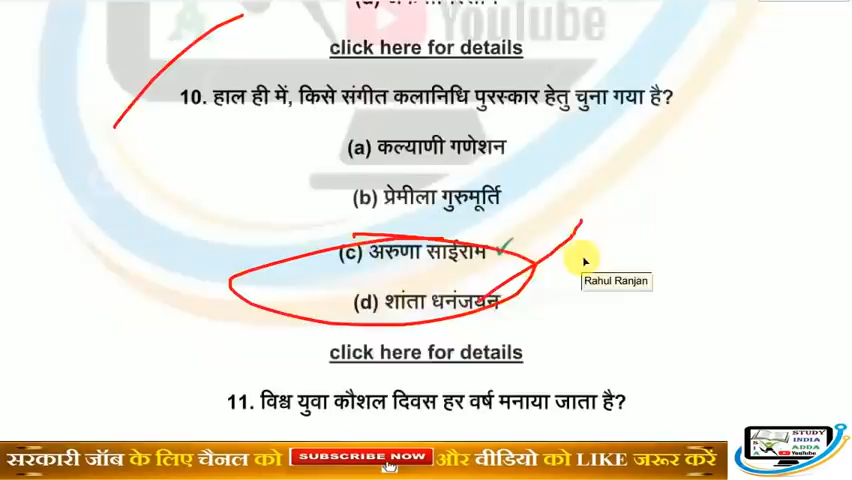 YouTube
click here for details
10. हाल ही में, किसे संगीत कलानिधि पुरस्कार हेतु चुना गया है?
(a) कल्याणी गणेशन
(b) प्रेमीला गुरुमूर्ति
(c) अरुणा साईराम ✓
(d) शांता धनंजयन
Rahul Ranjan
click here for details
11. विश्व युवा कौशल दिवस हर वर्ष मनाया जाता है?
सरकारी जॉब के लिए चैनल को SUBSCRIBE NOW और वीडियो को LIKE जरूर करें
STUDY
INDIA
ADDA
YouTube